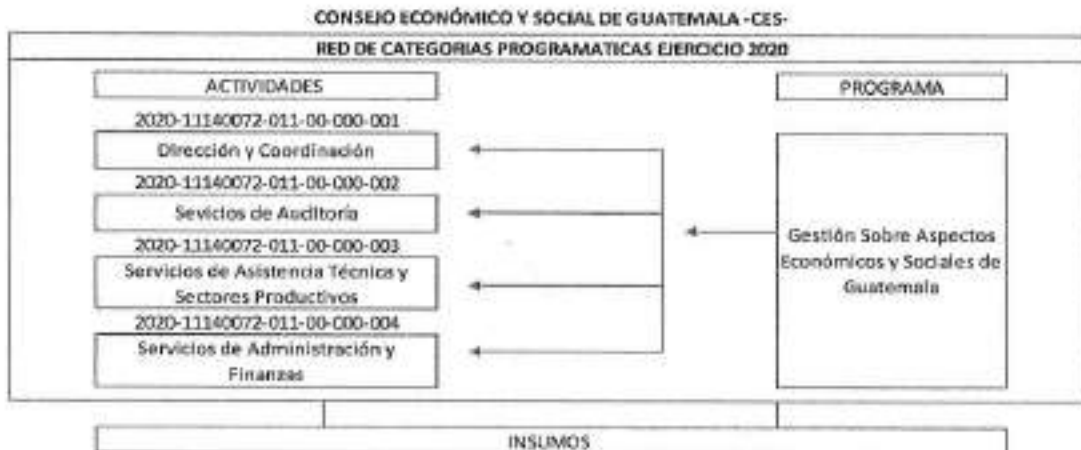 CONSEJO ECONÓMICO Y SOCIAL DE GUATEMALA -CES-
RED DE CATEGORIAS PROGRAMATICAS EJERCICIO 2020
ACTIVIDADES
PROGRAMA
2020-11140072-011-00-000-001
Dirección y Coordinación
2020-11140072-011-00-000-002
Sevicios de Auditoría
2020-11140072-011-00-000-003
Servicios de Asistencia Técnica y
Sectores Productivos
2020-11140072-011-00-000-004
Servicios de Administración y
Finanzas
Gestión Sobre Aspectos
Económicos y Sociales de
Guatemala
INSUMOS